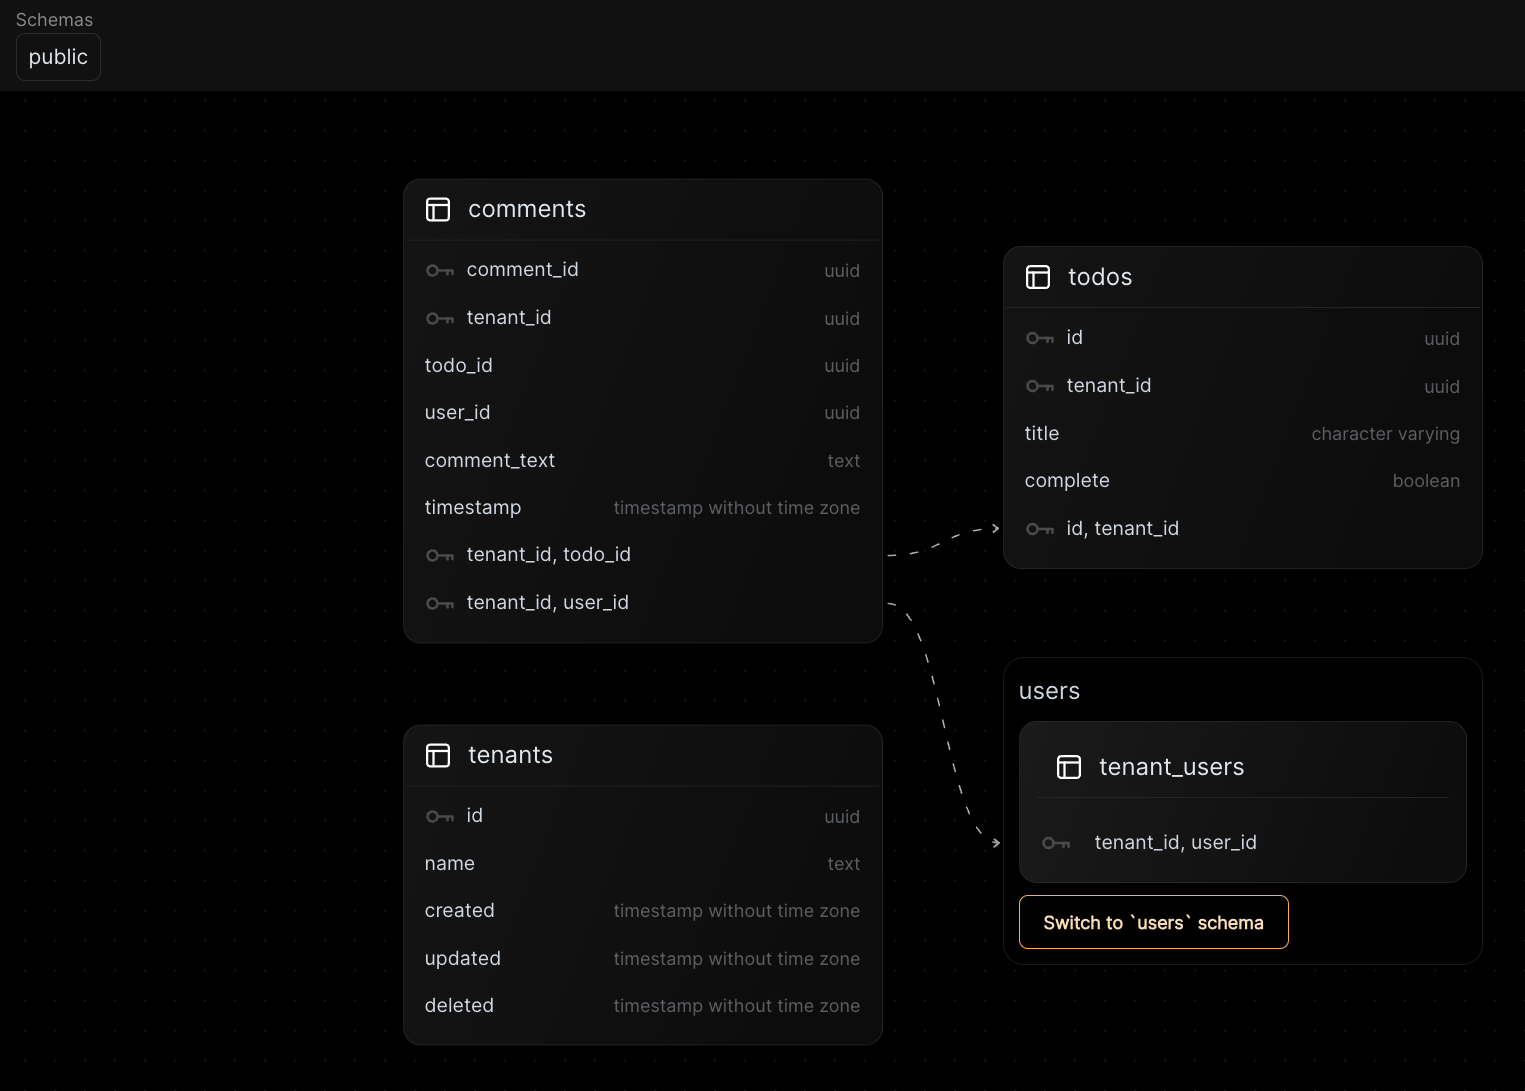 Schemas
public
comments
comment_id uuid
tenant_id uuid
todo_id uuid
user_id uuid
comment_text text
timestamp timestamp without time zone
tenant_id, todo_id
tenant_id, user_id
todos
id uuid
tenant_id uuid
title character varying
complete boolean
id, tenant_id
tenants
id uuid
name text
created timestamp without time zone
updated timestamp without time zone
deleted timestamp without time zone
users
tenant_users
tenant_id, user_id
Switch to `users` schema